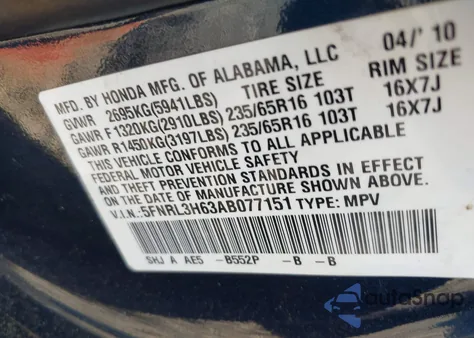 MFD. BY HONDA MFG. OF ALABAMA, LLC 04/'10
GVWR 2695KG(5941LBS) TIRE SIZE RIM SIZE
GAWR F 1320KG(2910LBS) 235/65R16 103T 16X7J
GAWR R1450KG(3197LBS) 235/65R16 103T 16X7J
THIS VEHICLE CONFORMS TO ALL APPLICABLE
FEDERAL MOTOR VEHICLE SAFETY
AND THEFT PREVENTION STANDARDS IN EFFECT
ON THE DATE OF MANUFACTURE SHOWN ABOVE.
V.I.N.:5FNRL3H63AB077151 TYPE: MPV
SHJ A AE5 -B552P -B -B
autoSnap